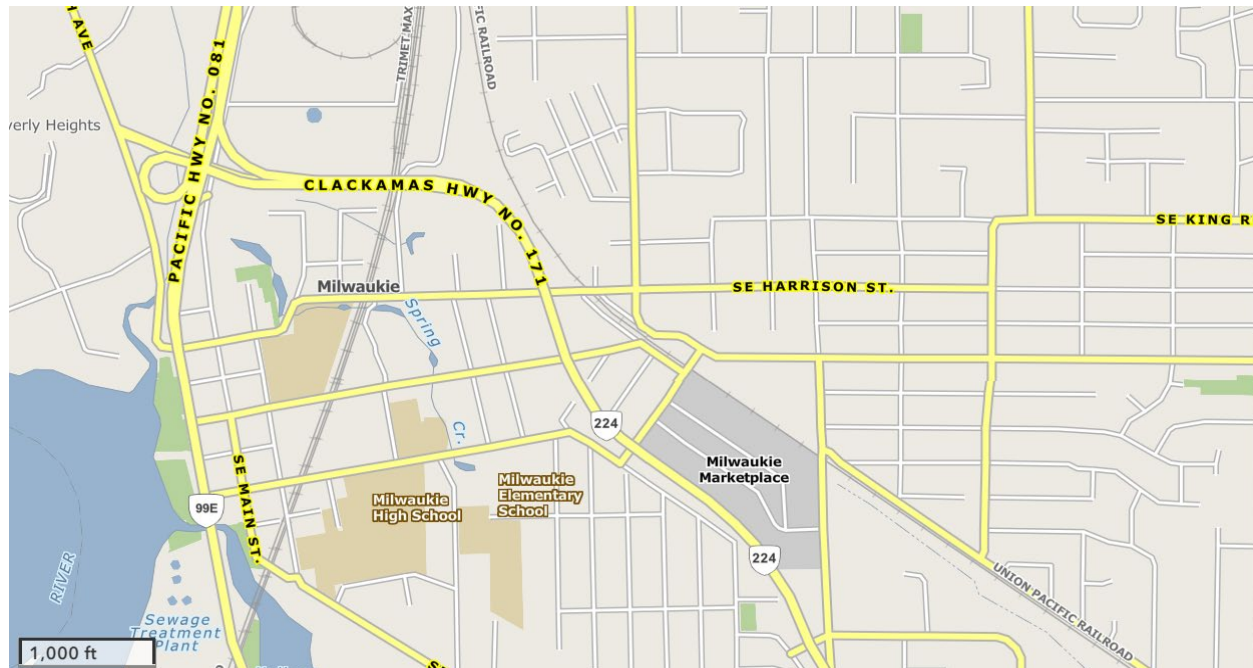 H AVE
PACIFIC HWY NO. 081
TRIMET MAX
PACIFIC RAILROAD
verly Heights
CLACKAMAS HWY NO. 171
SE KING R
Milwaukie
SE HARRISON ST.
Spring
Cr.
224
Milwaukie
Marketplace
SE MAIN ST.
99E
Milwaukie
High School
Milwaukie
Elementary
School
224
UNION PACIFIC RAILROAD
RIVER
Sewage
Treatment
Plant
1,000 ft